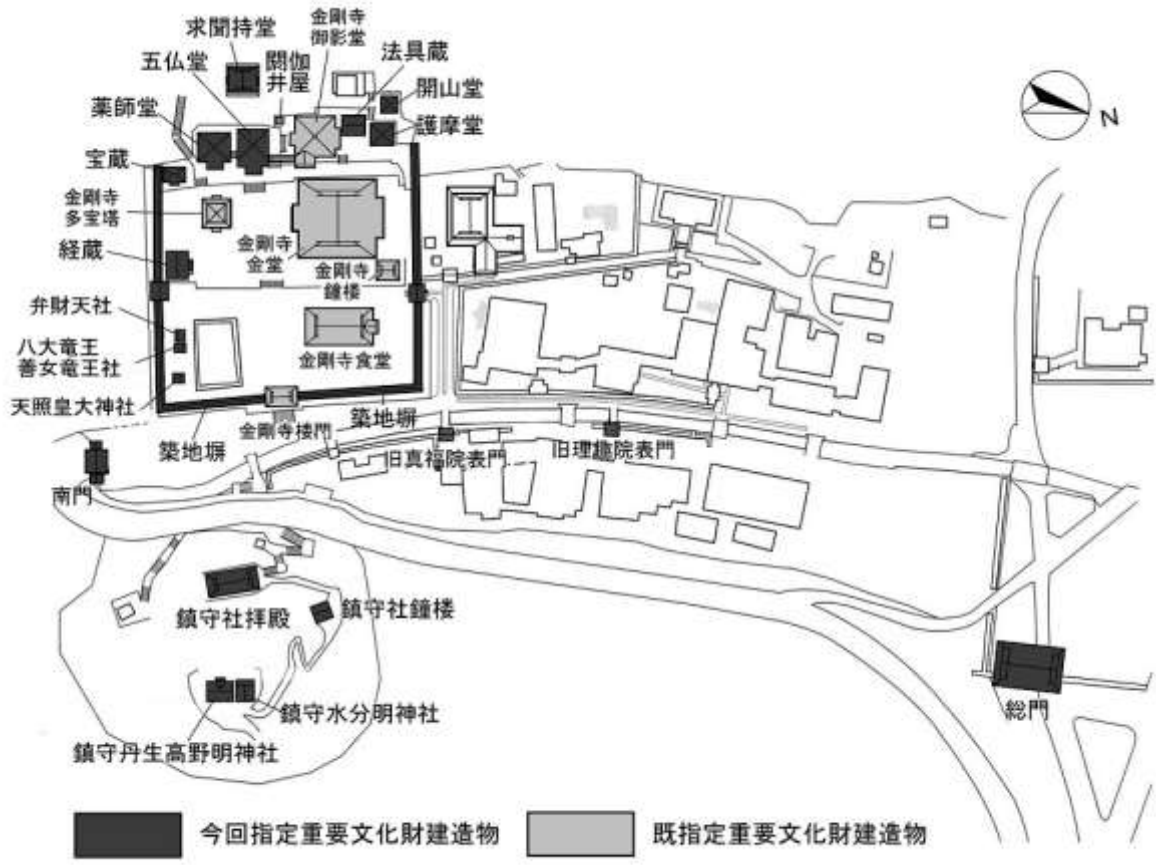 求聞持堂
金剛寺
御影堂
法具蔵
五仏堂
閼伽
井屋
開山堂
薬師堂
護摩堂
宝蔵
金剛寺
多宝塔
経蔵
金剛寺
金堂
金剛寺
鐘楼
弁財天社
八大竜王
善女竜王社
金剛寺食堂
天照皇大神社
築地塀
金剛寺楼門
築地塀
旧真福院表門
旧理趣院表門
南門
鎮守社拝殿
鎮守社鐘楼
鎮守水分明神社
鎮守丹生高野明神社
総門
N
今回指定重要文化財建造物
既指定重要文化財建造物